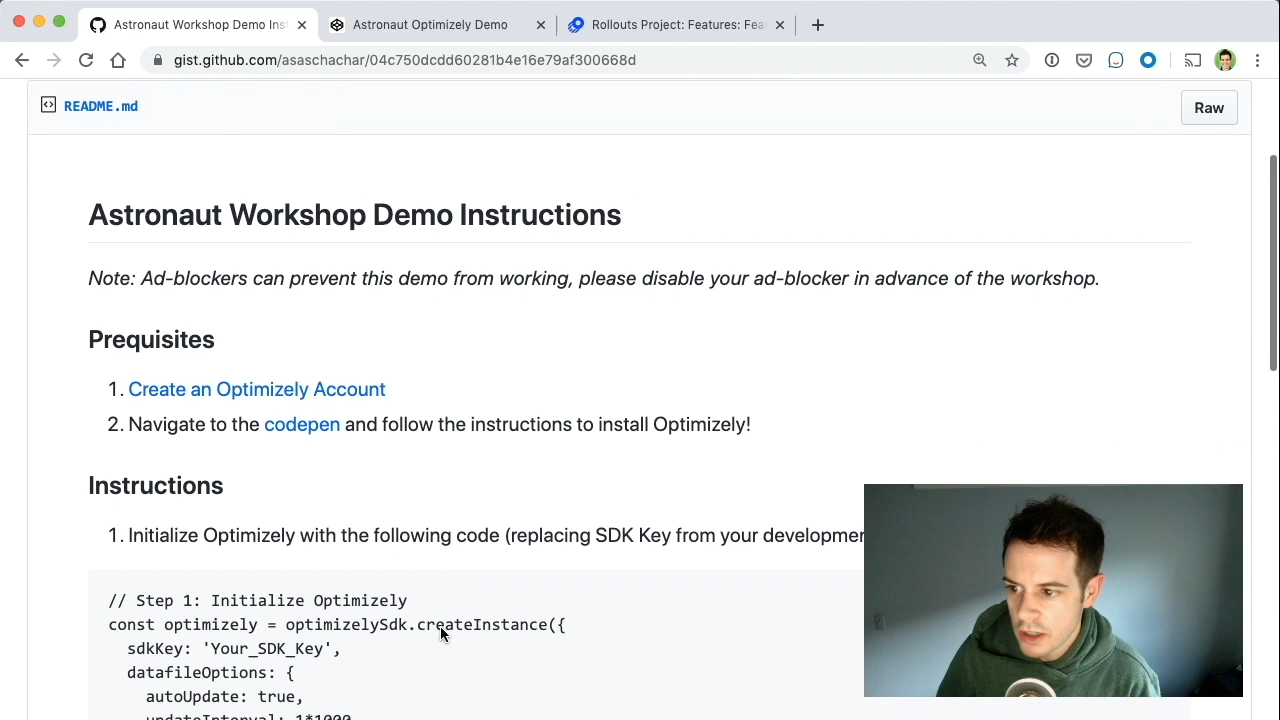 Astronaut Workshop Demo Inst
Astronaut Optimizely Demo
Rollouts Project: Features: Fea
gist.github.com/asaschachar/04c750dcdd60281b4e16e79af300668d
README.md
Raw
Astronaut Workshop Demo Instructions
Note: Ad-blockers can prevent this demo from working, please disable your ad-blocker in advance of the workshop.
Prequisites
1. Create an Optimizely Account
2. Navigate to the codepen and follow the instructions to install Optimizely!
Instructions
1. Initialize Optimizely with the following code (replacing SDK Key from your developmen
// Step 1: Initialize Optimizely
const optimizely = optimizelySdk.createInstance({
sdkKey: 'Your_SDK_Key',
datafileOptions: {
autoUpdate: true,
updateInterval: 1*1000